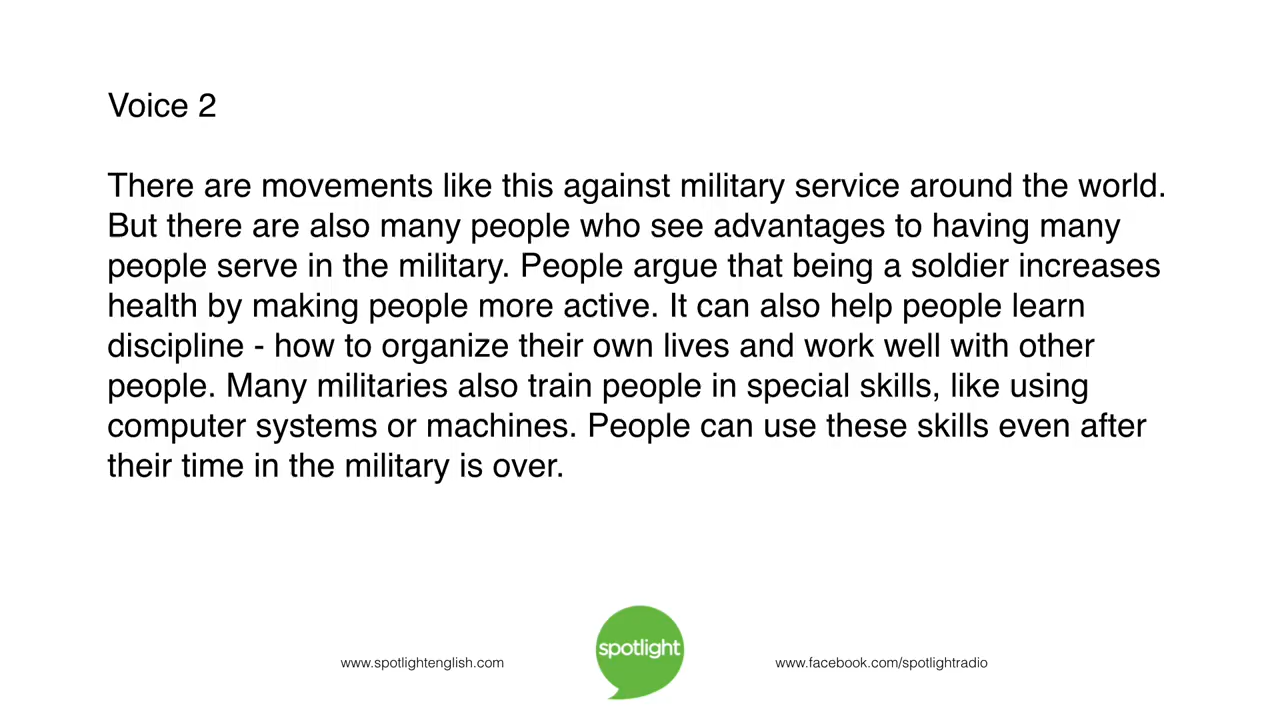 Voice 2
There are movements like this against military service around the world.
But there are also many people who see advantages to having many
people serve in the military. People argue that being a soldier increases
health by making people more active. It can also help people learn
discipline - how to organize their own lives and work well with other
people. Many militaries also train people in special skills, like using
computer systems or machines. People can use these skills even after
their time in the military is over.
www.spotlightenglish.com
spotlight
www.facebook.com/spotlightradio